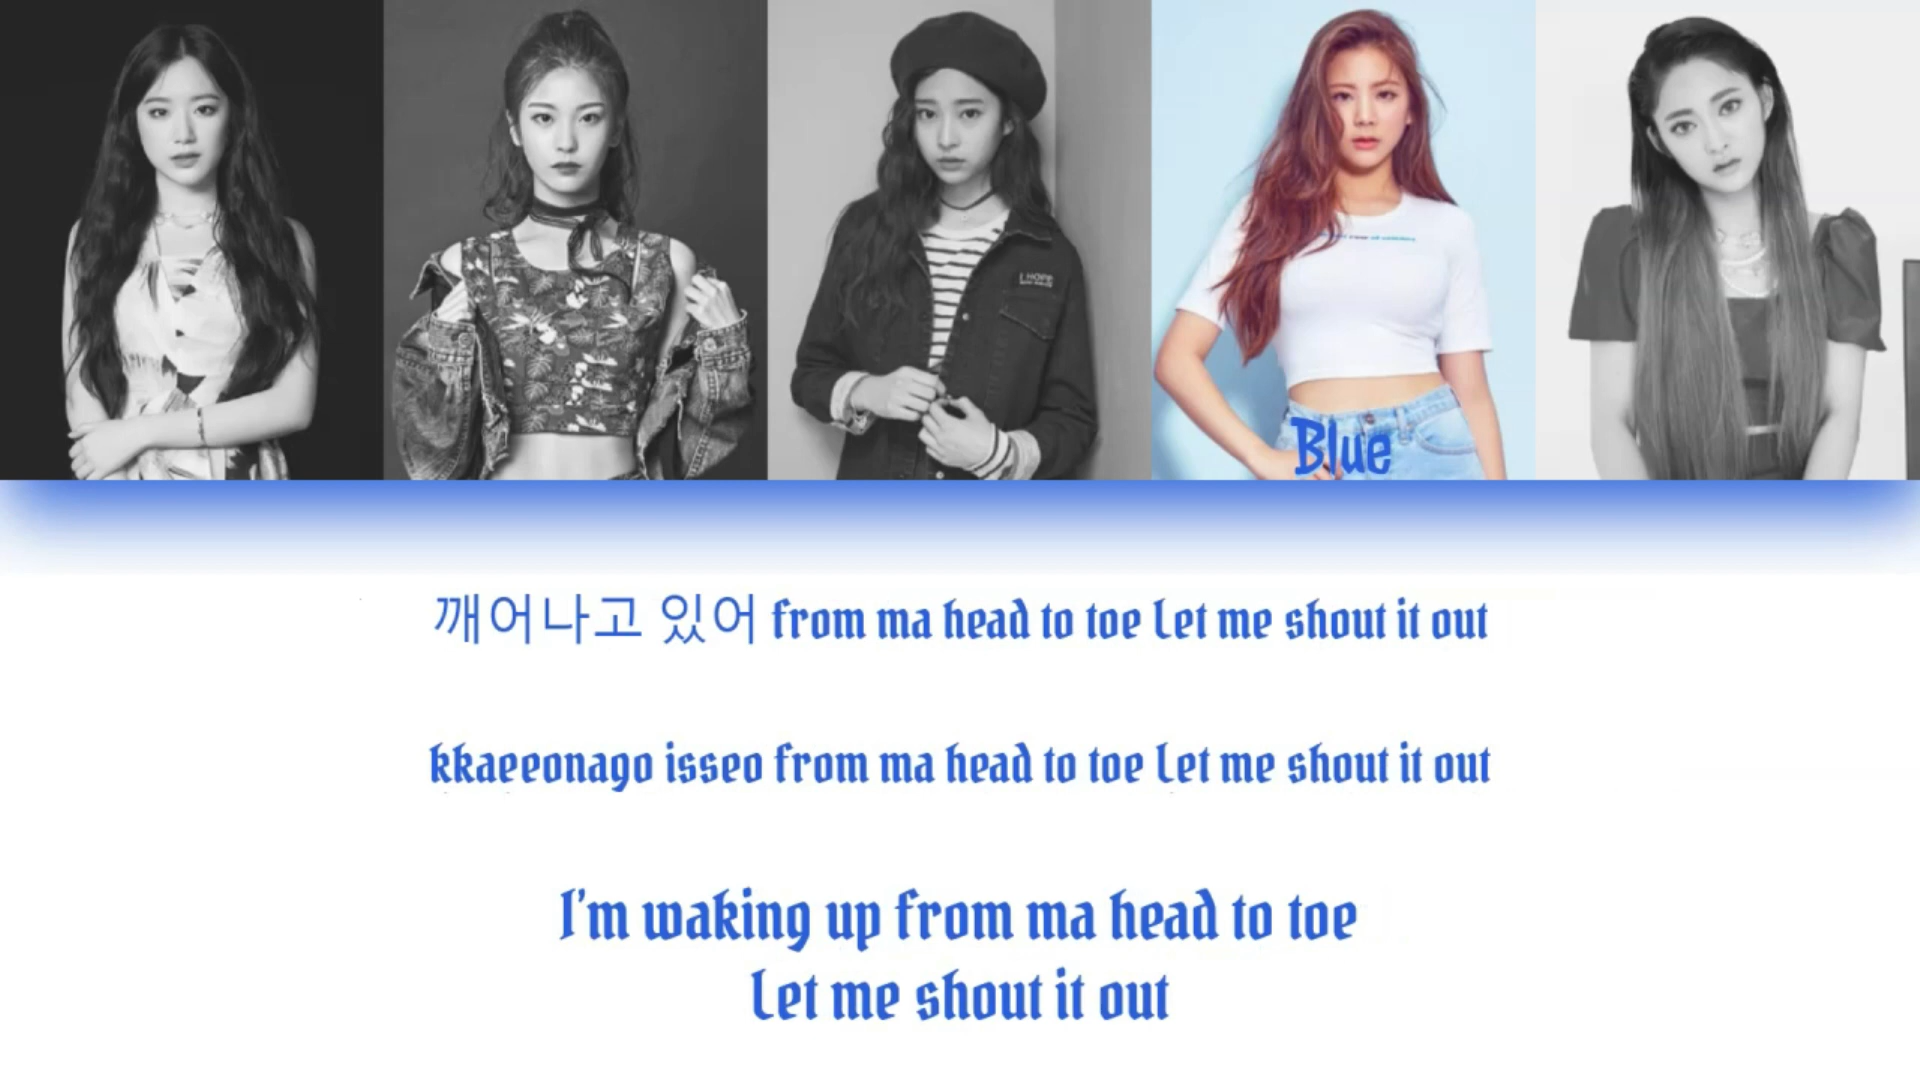 Blue
깨어나고 있어 from ma head to toe Let me shout it out
kkaeeonago isseo from ma head to toe Let me shout it out
I'm waking up from ma head to toe
Let me shout it out